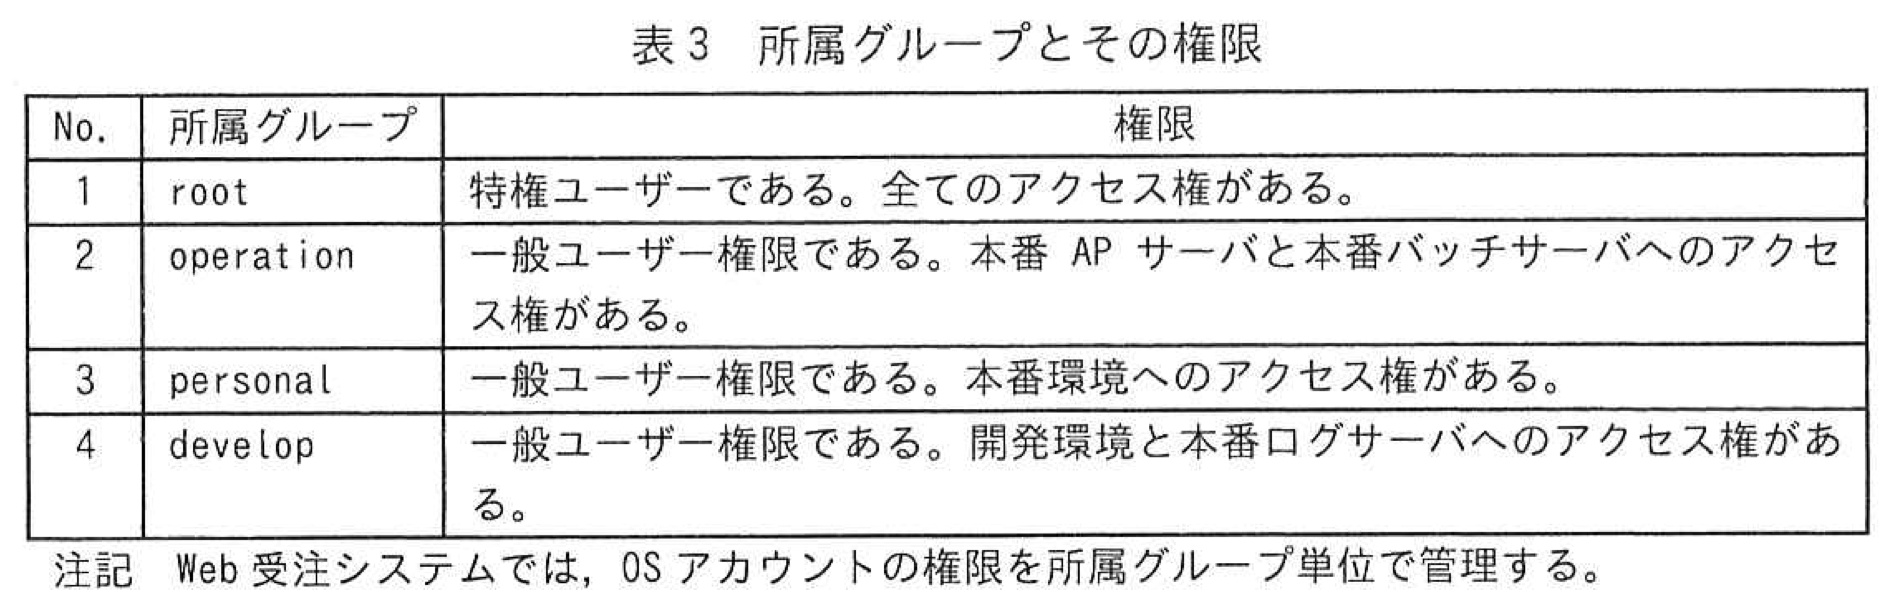 表3　所属グループとその権限
No.　所属グループ　権限
1　root　特権ユーザーである。全てのアクセス権がある。
2　operation　一般ユーザー権限である。本番 AP サーバと本番バッチサーバへのアクセ
ス権がある。
3　personal　一般ユーザー権限である。本番環境へのアクセス権がある。
4　develop　一般ユーザー権限である。開発環境と本番ログサーバへのアクセス権があ
る。
注記　Web 受注システムでは，OS アカウントの権限を所属グループ単位で管理する。